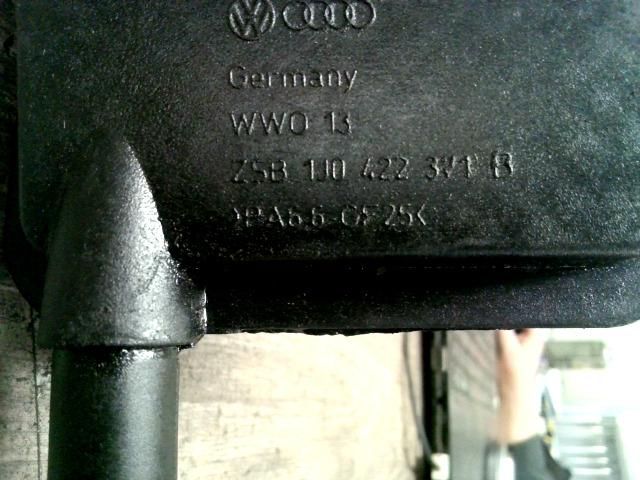 Germany
WWO 13
ZSB 1J0 422 371 B
>PA6.6-GF25<